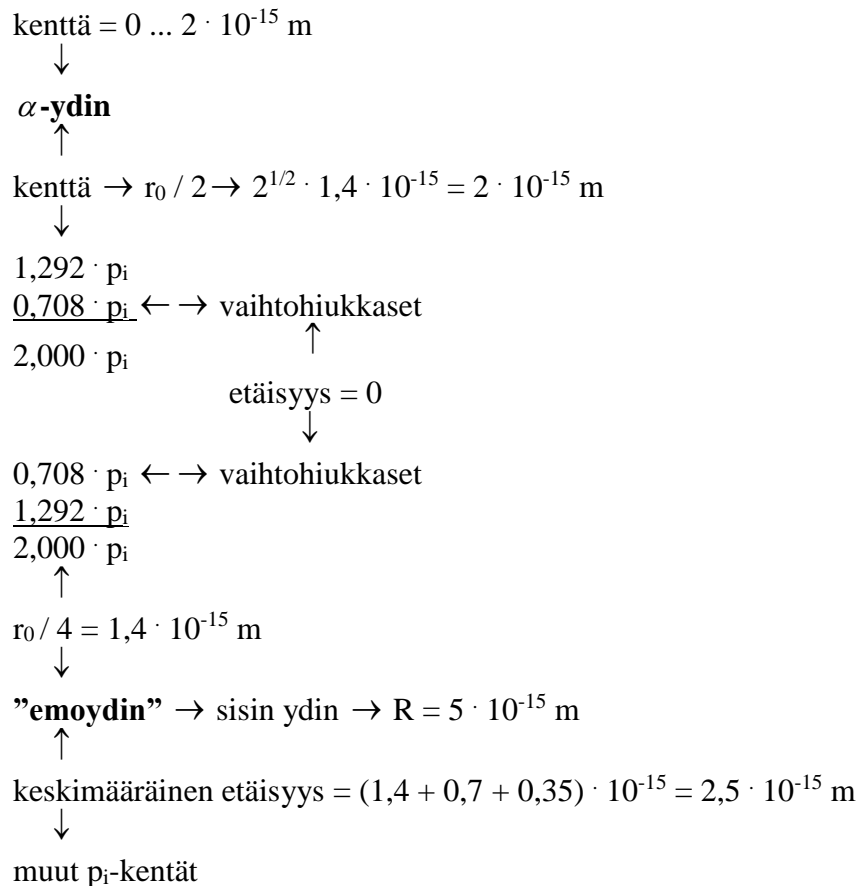 kenttä = 0 ... 2 · 10⁻¹⁵ m
↓
α-ydin
↑
kenttä → r₀ / 2 → 2¹ᐟ² · 1,4 · 10⁻¹⁵ = 2 · 10⁻¹⁵ m
↓
1,292 · pᵢ
0,708 · pᵢ ← → vaihtohiukkaset
↑
2,000 · pᵢ
etäisyys = 0
↓
0,708 · pᵢ ← → vaihtohiukkaset
1,292 · pᵢ
2,000 · pᵢ
↑
r₀ / 4 = 1,4 · 10⁻¹⁵ m
↓
”emoydin” → sisin ydin → R = 5 · 10⁻¹⁵ m
↑
keskimääräinen etäisyys = (1,4 + 0,7 + 0,35) · 10⁻¹⁵ = 2,5 · 10⁻¹⁵ m
↓
muut pᵢ-kentät